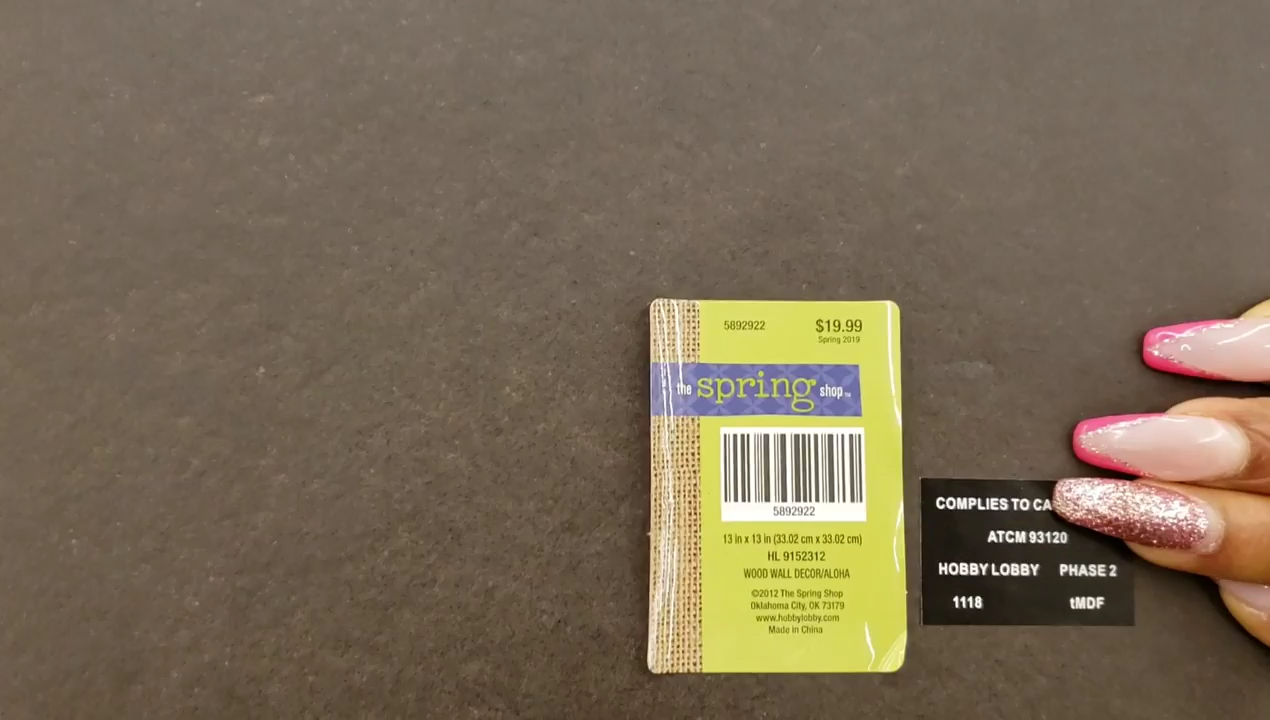 5892922 $19.99
Spring 2019
the spring shop™
5892922
13 in x 13 in (33.02 cm x 33.02 cm)
HL 9152312
WOOD WALL DECOR/ALOHA
©2012 The Spring Shop
Oklahoma City, OK 73179
www.hobbylobby.com
Made in China
COMPLIES TO CA
ATCM 93120
HOBBY LOBBY PHASE 2
1118 tMDF